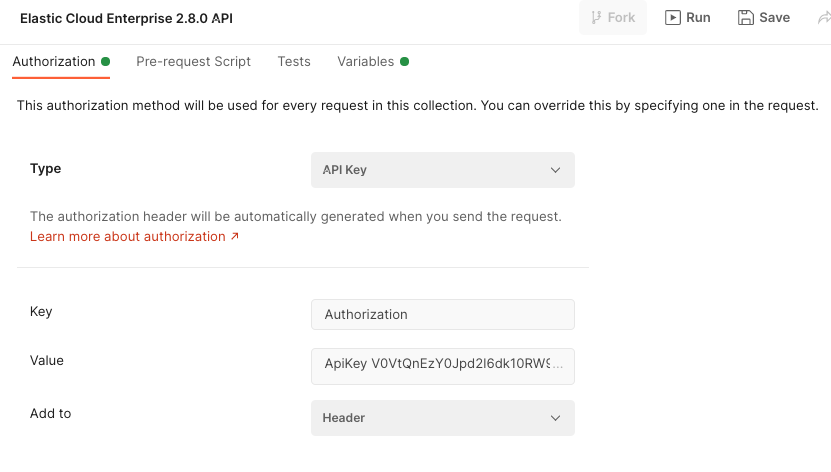 Elastic Cloud Enterprise 2.8.0 API
Fork Run Save
Authorization Pre-request Script Tests Variables
This authorization method will be used for every request in this collection. You can override this by specifying one in the request.
Type API Key
The authorization header will be automatically generated when you send the request.
Learn more about authorization ↗
Key Authorization
Value ApiKey V0VtQnEzY0Jpd2l6dk10RWS...
Add to Header